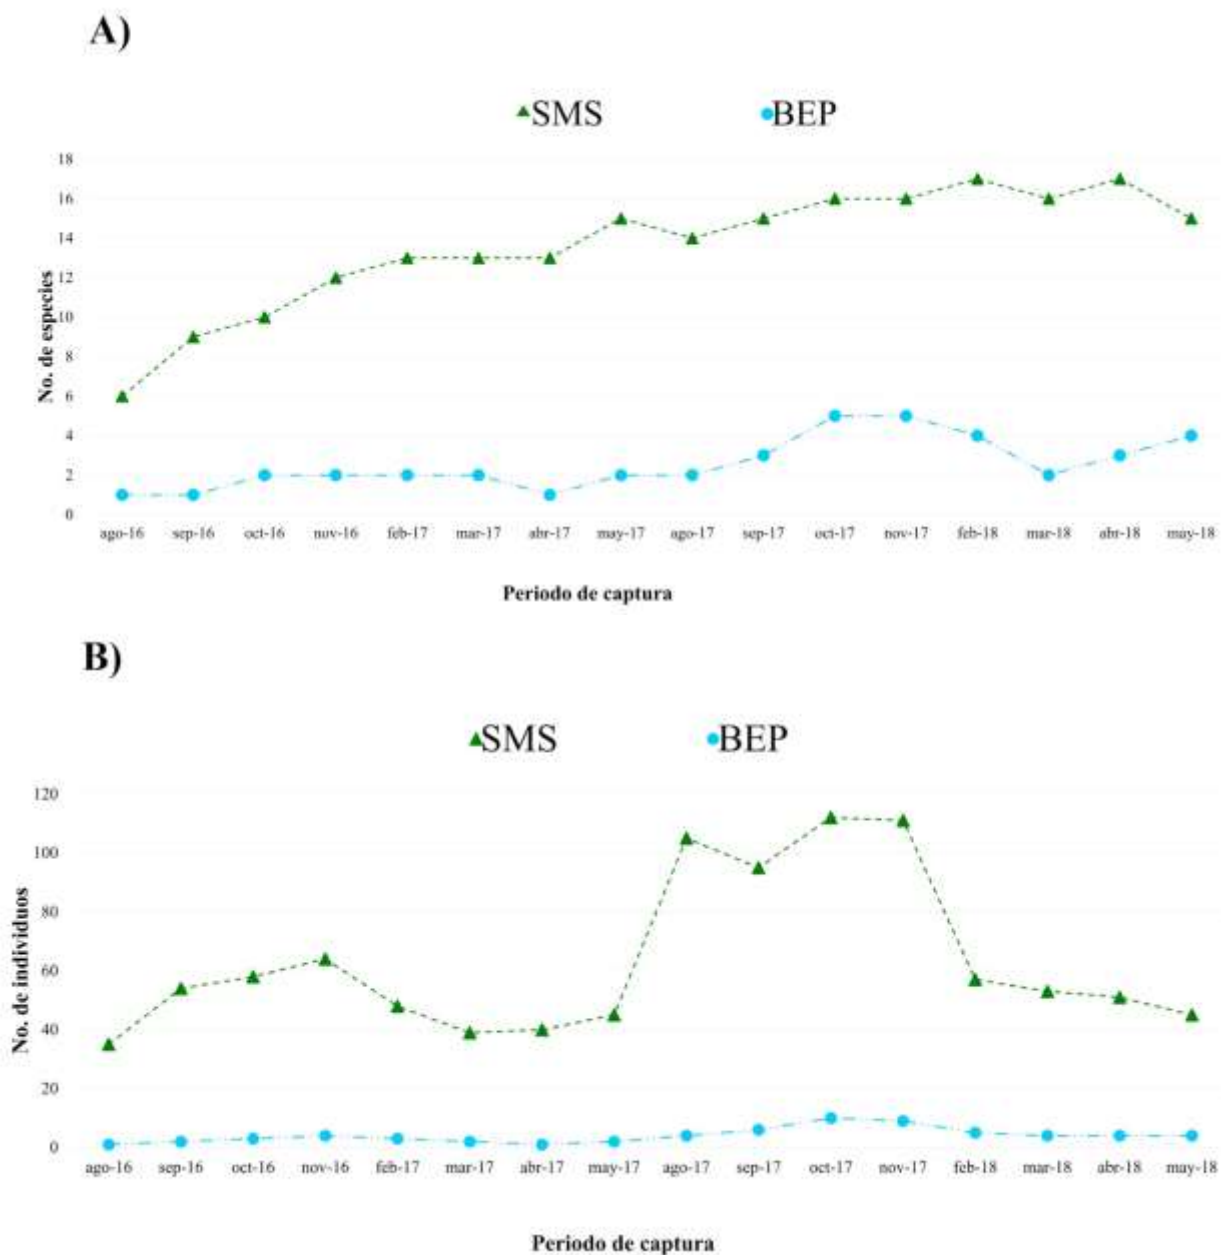 A)
SMS BEP
18
16
14
12
10
8
6
4
2
0
No. de especies
ago-16 sep-16 oct-16 nov-16 feb-17 mar-17 abr-17 may-17 ago-17 sep-17 oct-17 nov-17 feb-18 mar-18 abr-18 may-18
Periodo de captura
B)
SMS BEP
120
100
80
60
40
20
0
No. de individuos
ago-16 sep-16 oct-16 nov-16 feb-17 mar-17 abr-17 may-17 ago-17 sep-17 oct-17 nov-17 feb-18 mar-18 abr-18 may-18
Periodo de captura